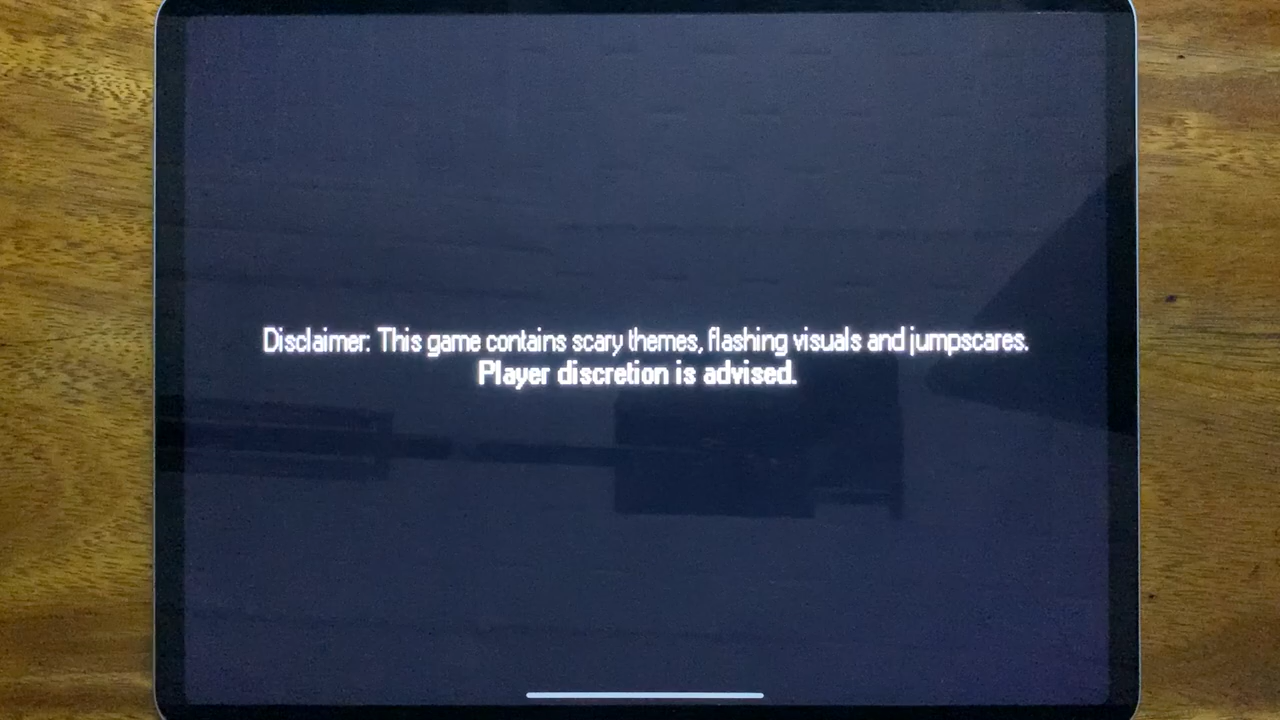 Disclaimer: This game contains scary themes, flashing visuals and jumpscares.
Player discretion is advised.